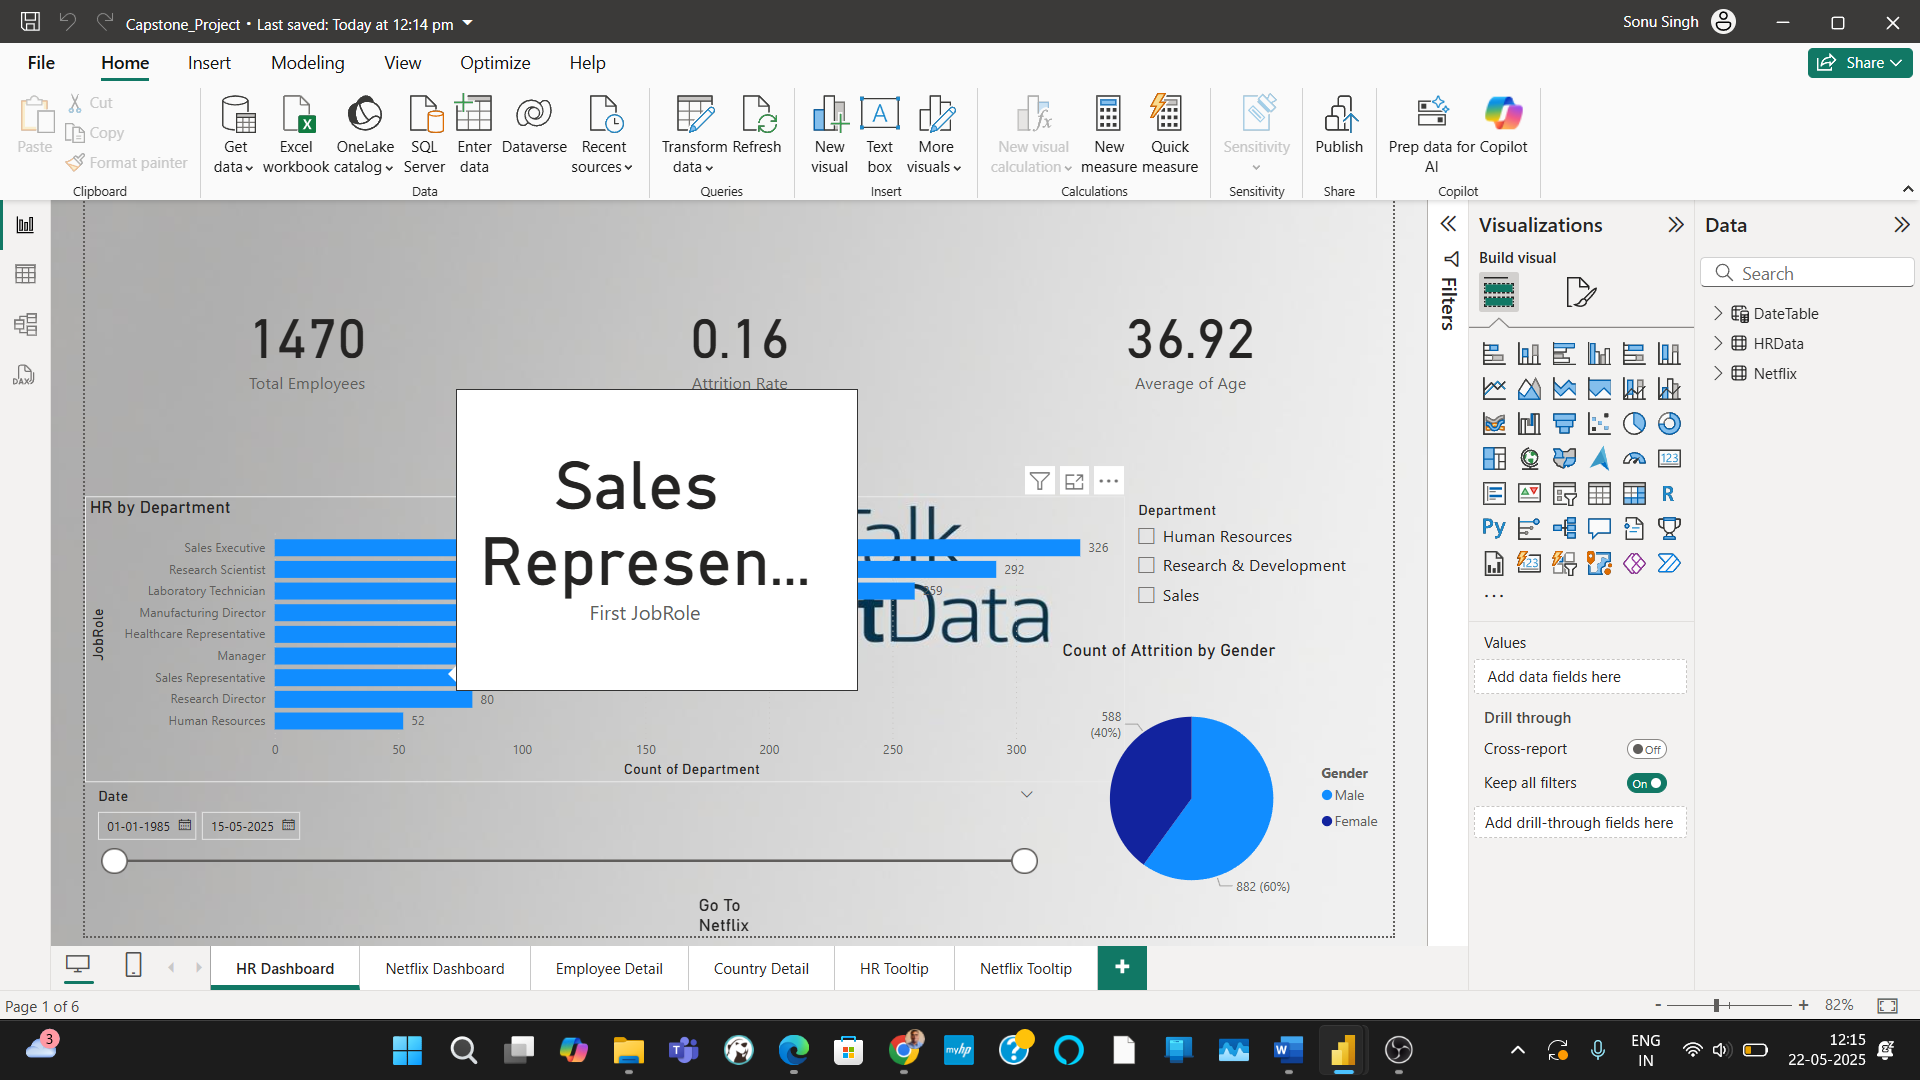 Capstone_Project • Last saved: Today at 12:14 pm
Sonu Singh
File Home Insert Modeling View Optimize Help
Share
Paste
Cut
Copy
Format painter
Clipboard
Get data
Excel workbook
OneLake catalog
SQL Server
Enter data
Dataverse
Recent sources
Data
Transform data
Refresh
Queries
New visual
Text box
More visuals
Insert
New visual calculation
New measure
Quick measure
Calculations
Sensitivity
Sensitivity
Publish
Share
Prep data for AI
Copilot
Copilot
1470
Total Employees
0.16
Attrition Rate
36.92
Average of Age
HR by Department
JobRole
Sales Executive
Research Scientist
Laboratory Technician
Manufacturing Director
Healthcare Representative
Manager
Sales Representative
Research Director
Human Resources
326
292
259
80
52
0 50 100 150 200 250 300
Count of Department
Sales
Represen...
First JobRole
Talk
tData
Department
Human Resources
Research & Development
Sales
Count of Attrition by Gender
588
(40%)
882 (60%)
Gender
Male
Female
Date
01-01-1985
15-05-2025
Go To
Netflix
Filters
Visualizations
Build visual
123
R
Py
123
...
Values
Add data fields here
Drill through
Cross-report
Off
Keep all filters
On
Add drill-through fields here
Data
Search
DateTable
HRData
Netflix
DAX
HR Dashboard
Netflix Dashboard
Employee Detail
Country Detail
HR Tooltip
Netflix Tooltip
+
Page 1 of 6
- + 82%
3
myhp
ENG
IN
12:15
22-05-2025